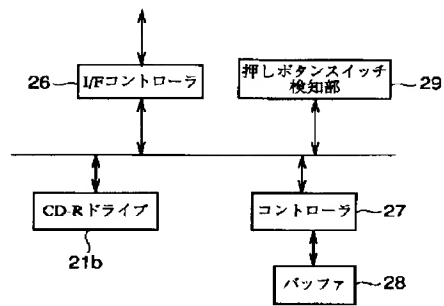 26
I/Fコントローラ
押しボタンスイッチ
検知部
29
CD-Rドライブ
コントローラ
27
21b
バッファ
28